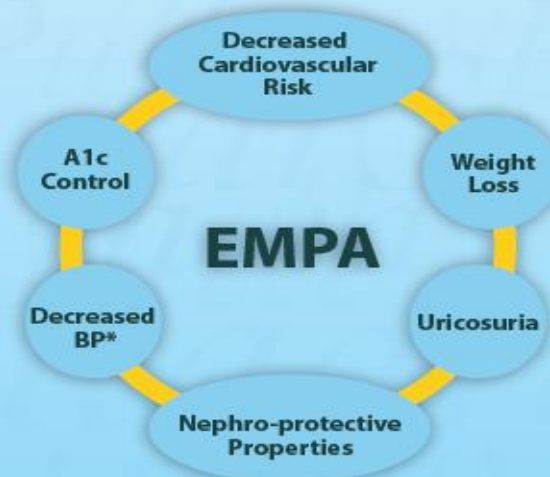 Decreased
Cardiovascular
Risk
A1c
Control
Weight
Loss
EMPA
Decreased
BP*
Uricosuria
Nephro-protective
Properties